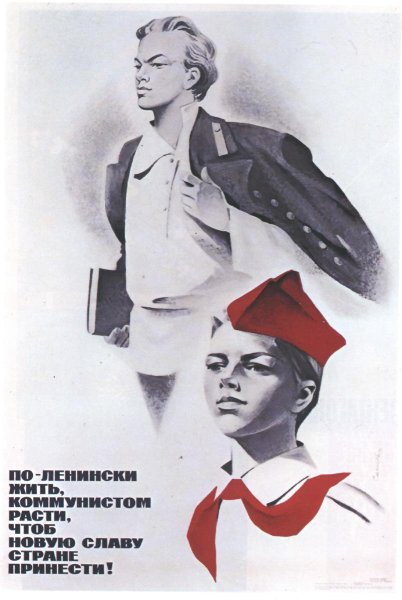 ПО-ЛЕНИНСКИ
ЖИТЬ,
КОММУНИСТОМ
РАСТИ,
ЧТОБ
НОВУЮ СЛАВУ
СТРАНЕ
ПРИНЕСТИ!